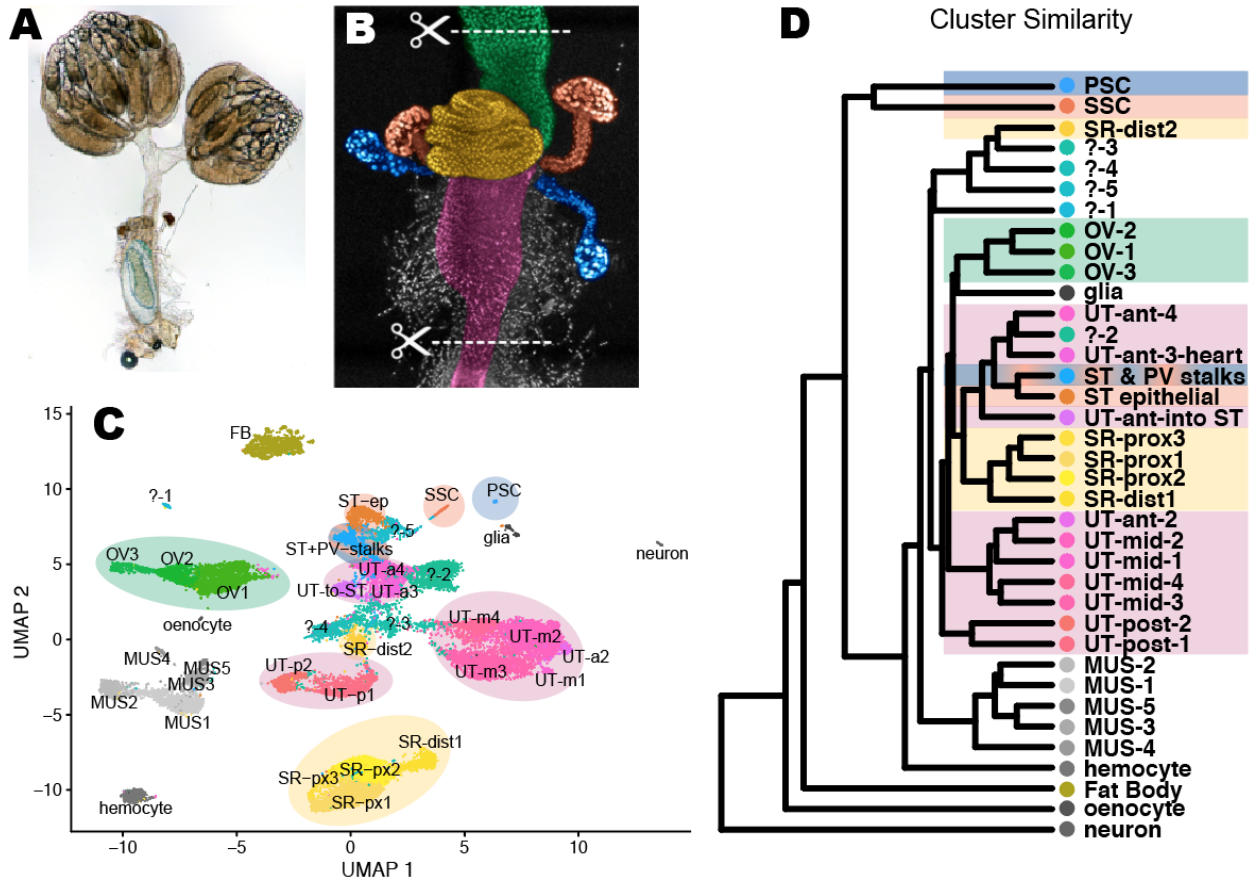 A
B
C
UMAP 2
15
10
5
0
−5
−10
−10
−5
0
5
10
UMAP 1
FB
?-1
ST−ep
SSC
PSC
?-5
glia
neuron
ST+PV−stalks
OV3
OV2
OV1
UT-a4
?-2
UT-to-ST
UT-a3
oenocyte
UT-m4
?-4
?-3
UT-m2
SR-dist2
UT-a2
MUS4
MUS5
UT-p2
UT-m3
UT-m1
MUS3
UT−p1
MUS2
MUS1
SR-dist1
SR−px3
SR−px2
SR−px1
hemocyte
D
Cluster Similarity
PSC
SSC
SR-dist2
?-3
?-4
?-5
?-1
OV-2
OV-1
OV-3
glia
UT-ant-4
?-2
UT-ant-3-heart
ST & PV stalks
ST epithelial
UT-ant-into ST
SR-prox3
SR-prox1
SR-prox2
SR-dist1
UT-ant-2
UT-mid-2
UT-mid-1
UT-mid-4
UT-mid-3
UT-post-2
UT-post-1
MUS-2
MUS-1
MUS-5
MUS-3
MUS-4
hemocyte
Fat Body
oenocyte
neuron